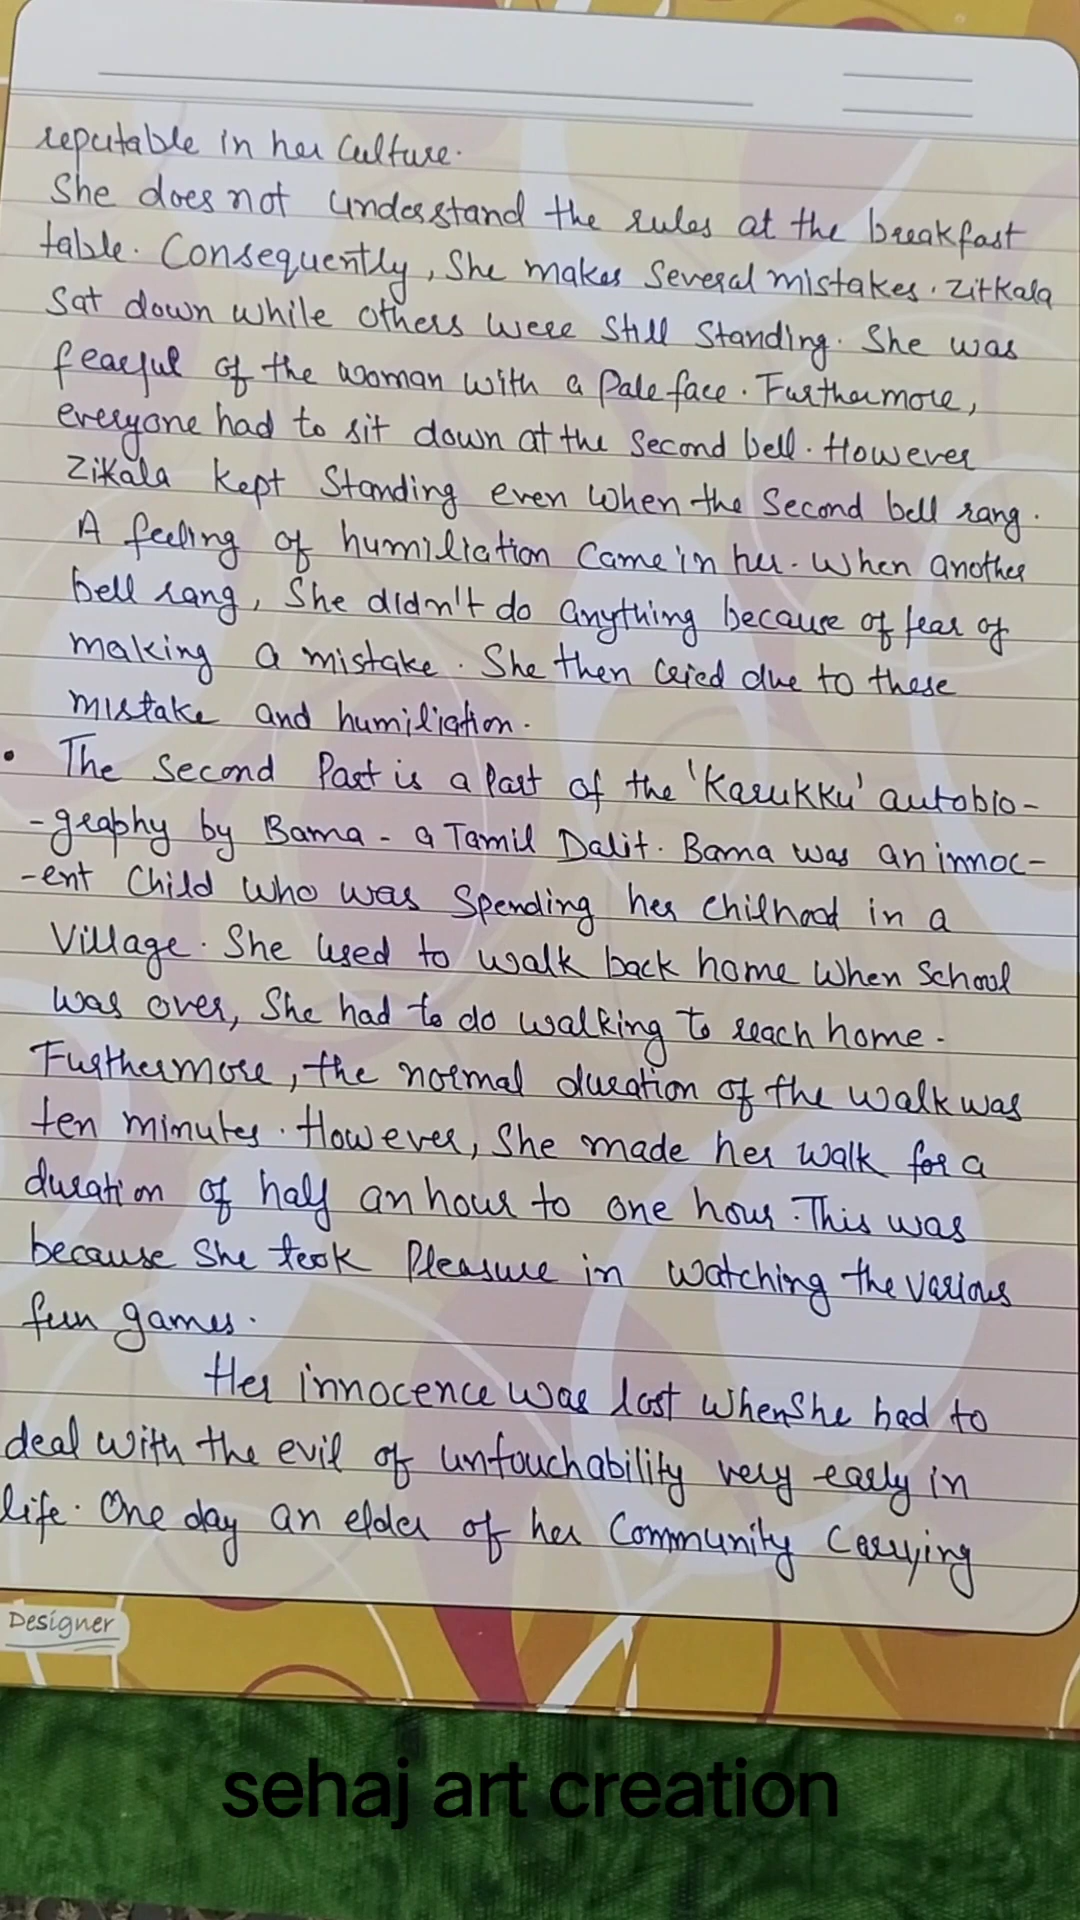 reputable in her culture.
She does not understand the rules at the breakfast
table. Consequently, She makes Several mistakes. Zitkala
Sat down while others were Still Standing. She was
fearful of the woman with a Pale face. Furthermore,
everyone had to sit down at the Second bell. However
Zikala kept Standing even when the Second bell rang.
A feeling of humiliation Came in her. When another
bell rang, She didn't do anything because of fear of
making a mistake. She then cried due to these
mistake and humiliation.
• The Second Part is a Part of the 'Karukku' autobio-
-graphy by Bama - a Tamil Dalit. Bama was an innoc-
-ent Child who was Spending her chilhood in a
Village. She used to walk back home when School
was over, She had to do walking to reach home.
Furthermore, the normal duration of the walk was
ten minutes. However, She made her walk for a
duration of half an hour to one hour. This was
because She took Pleasure in watching the various
fun games.
Her innocence was lost when She had to
deal with the evil of untouchability very early in
life. One day an elder of her Community Carrying
Designer
sehaj art creation